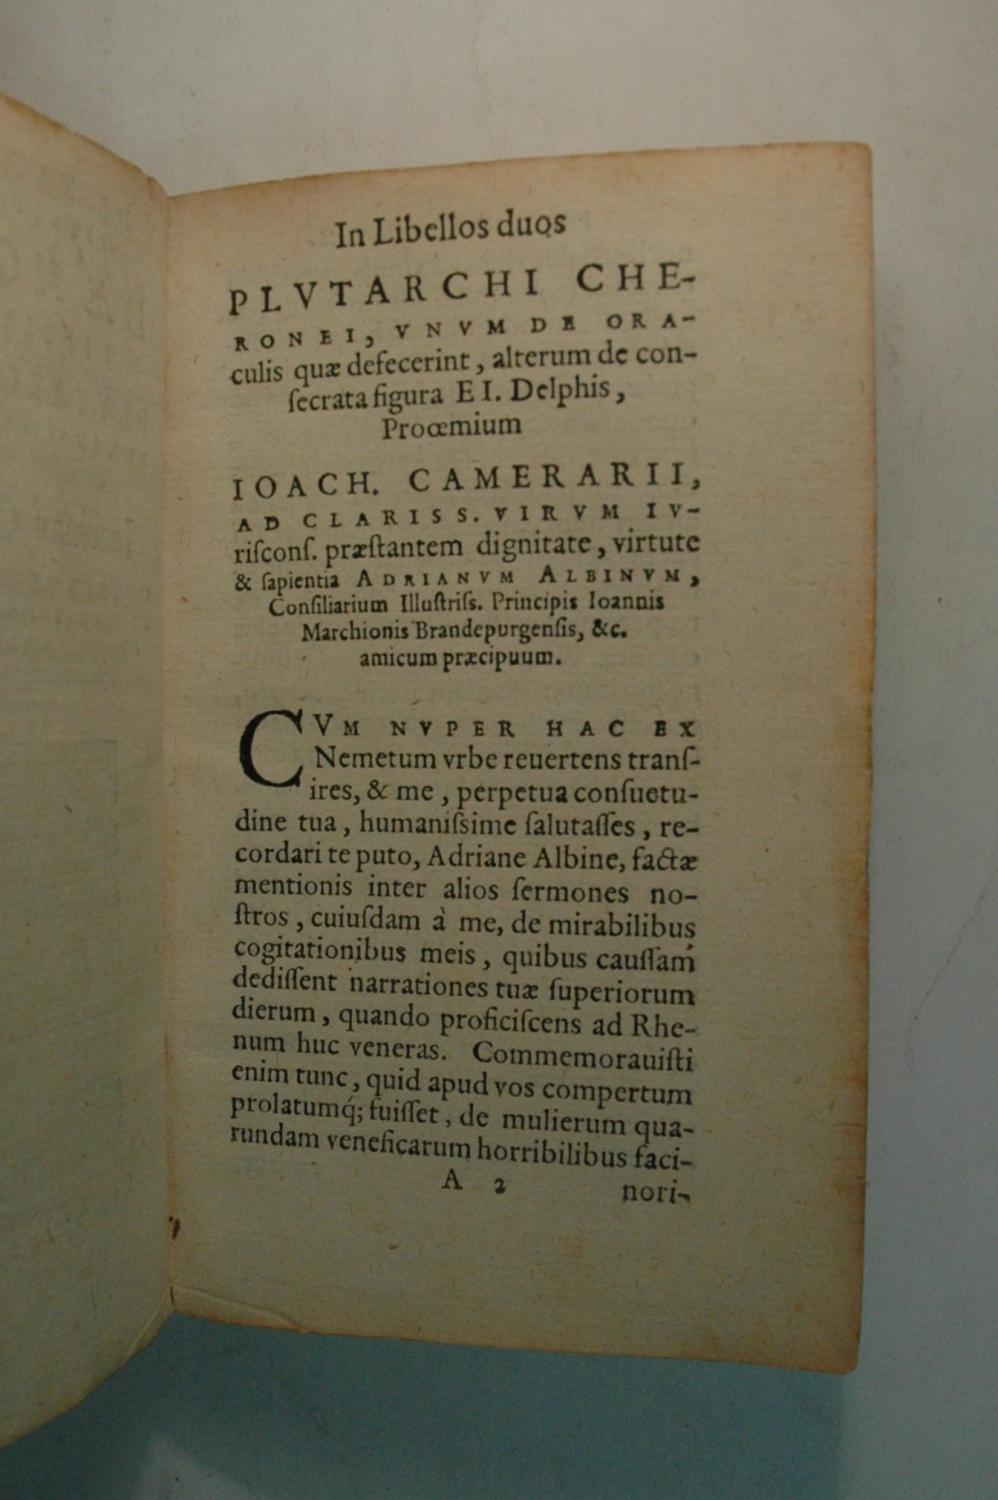 In Libellos duos
PLVTARCHI CHE-
RONEI, VNVM DE ORA-
culis quæ defecerint, alterum de con-
ſecrata figura EI. Delphis,
Proœmium
IOACH. CAMERARII,
AD CLARISS. VIRVM IV-
riſconſ. præſtantem dignitate, virtute
& ſapientia ADRIANVM ALBINVM,
Conſiliarium Illuſtriſs. Principis Ioannis
Marchionis Brandepurgenſis, &c.
amicum præcipuum.
CVM NVPER HAC EX
Nemetum vrbe reuertens tranſ-
ires, & me, perpetua conſuetu-
dine tua, humaniſsime ſalutaſſes, re-
cordari te puto, Adriane Albine, factæ
mentionis inter alios ſermones no-
ſtros, cuiuſdam à me, de mirabilibus
cogitationibus meis, quibus cauſſam
dediſſent narrationes tuæ ſuperiorum
dierum, quando proficiſcens ad Rhe-
num huc veneras. Commemorauiſti
enim tunc, quid apud vos compertum
prolatumq́; fuiſſet, de mulierum qua-
rundam veneficarum horribilibus faci-
A 2 nori-